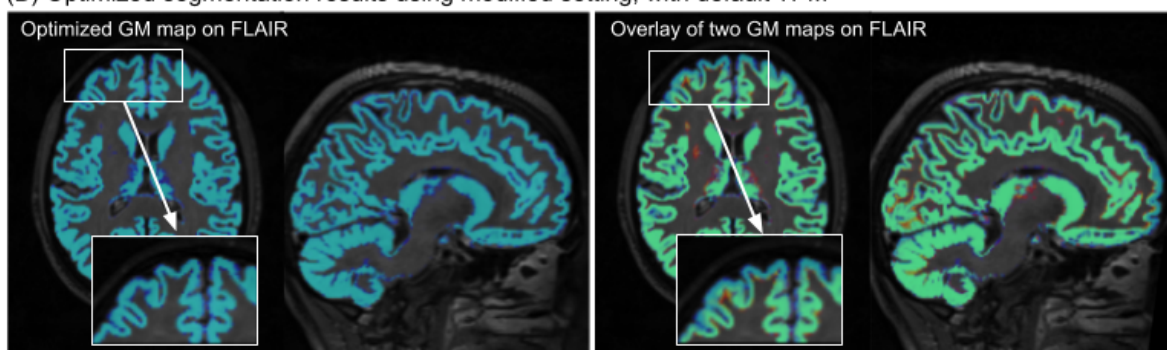 (B) Optimized segmentation results using modified setting, with default TPM
Optimized GM map on FLAIR
Overlay of two GM maps on FLAIR